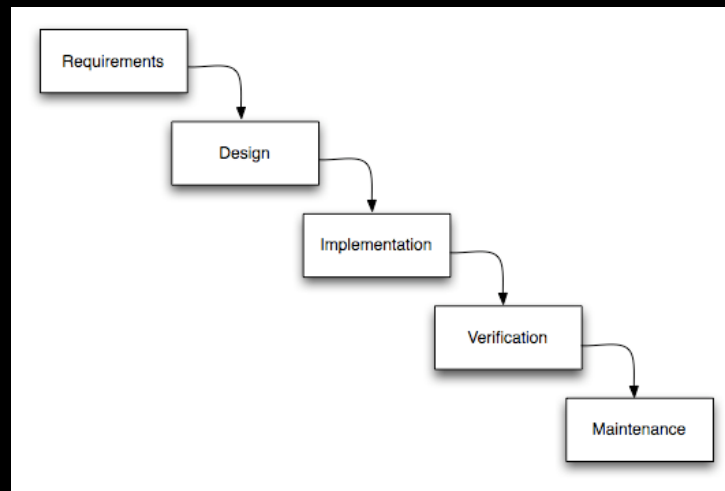 Requirements
Design
Implementation
Verification
Maintenance